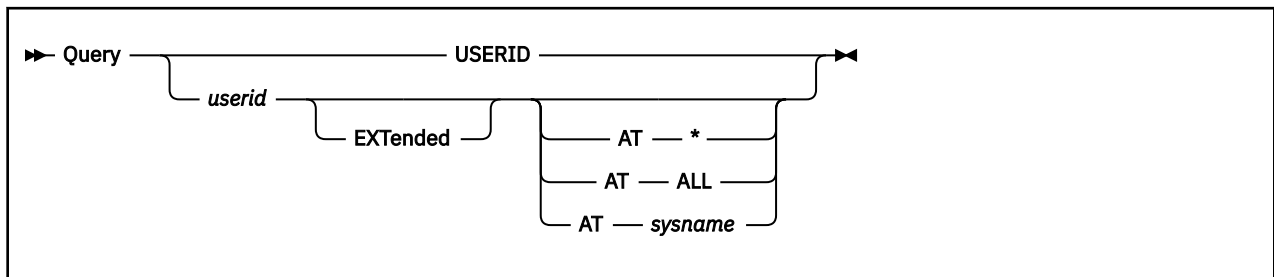 Query USERID
userid
EXTended AT *
AT ALL
AT sysname